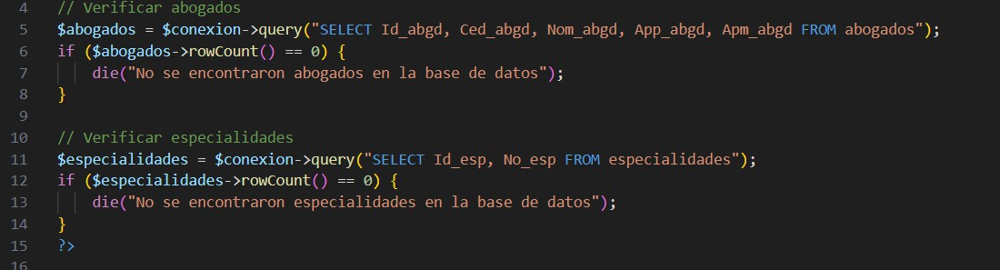 4 // Verificar abogados
5 $abogados = $conexion->query("SELECT Id_abgd, Ced_abgd, Nom_abgd, App_abgd, Apm_abgd FROM abogados");
6 if ($abogados->rowCount() == 0) {
7 die("No se encontraron abogados en la base de datos");
8 }
9
10 // Verificar especialidades
11 $especialidades = $conexion->query("SELECT Id_esp, No_esp FROM especialidades");
12 if ($especialidades->rowCount() == 0) {
13 die("No se encontraron especialidades en la base de datos");
14 }
15 ?>
16